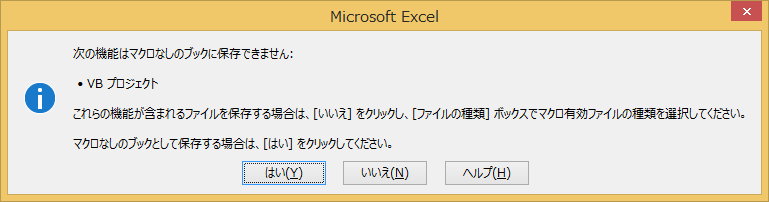 Microsoft Excel
次の機能はマクロなしのブックに保存できません:
• VB プロジェクト
これらの機能が含まれるファイルを保存する場合は、[いいえ] をクリックし、[ファイルの種類] ボックスでマクロ有効ファイルの種類を選択してください。
マクロなしのブックとして保存する場合は、[はい] をクリックしてください。
はい(Y) いいえ(N) ヘルプ(H)